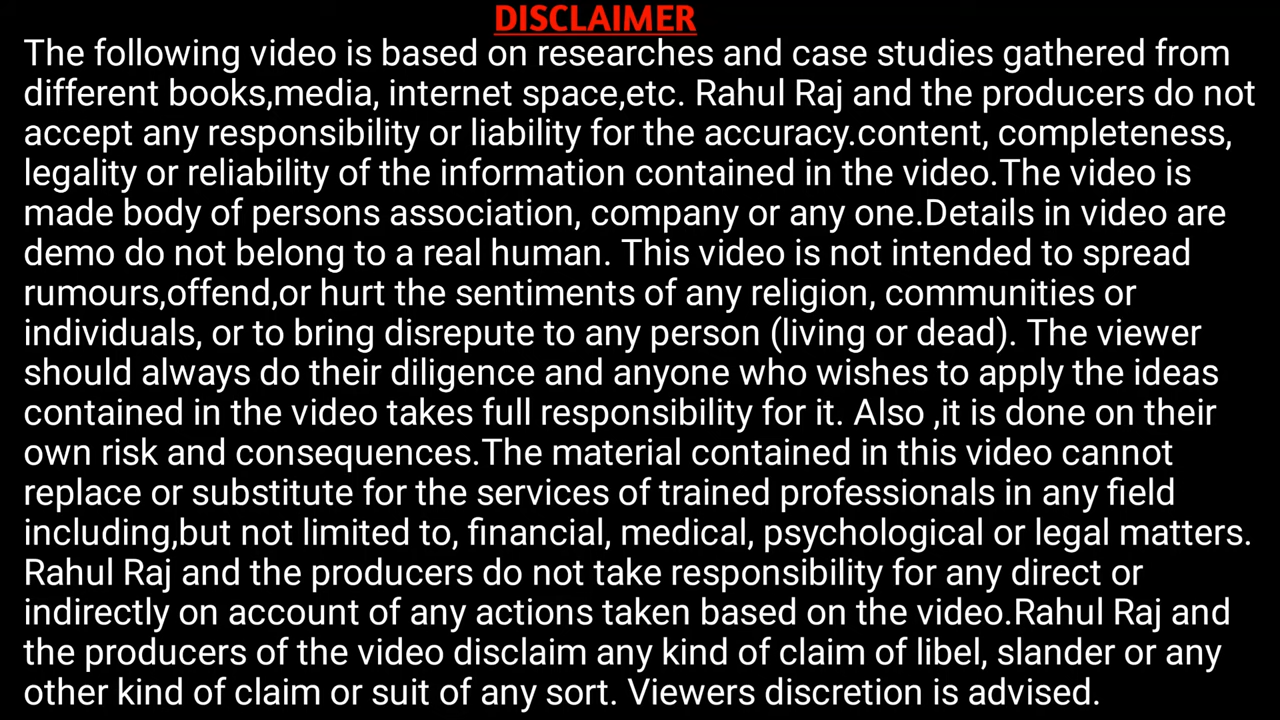 DISCLAIMER
The following video is based on researches and case studies gathered from
different books,media, internet space,etc. Rahul Raj and the producers do not
accept any responsibility or liability for the accuracy.content, completeness,
legality or reliability of the information contained in the video.The video is
made body of persons association, company or any one.Details in video are
demo do not belong to a real human. This video is not intended to spread
rumours,offend,or hurt the sentiments of any religion, communities or
individuals, or to bring disrepute to any person (living or dead). The viewer
should always do their diligence and anyone who wishes to apply the ideas
contained in the video takes full responsibility for it. Also ,it is done on their
own risk and consequences.The material contained in this video cannot
replace or substitute for the services of trained professionals in any field
including,but not limited to, financial, medical, psychological or legal matters.
Rahul Raj and the producers do not take responsibility for any direct or
indirectly on account of any actions taken based on the video.Rahul Raj and
the producers of the video disclaim any kind of claim of libel, slander or any
other kind of claim or suit of any sort. Viewers discretion is advised.